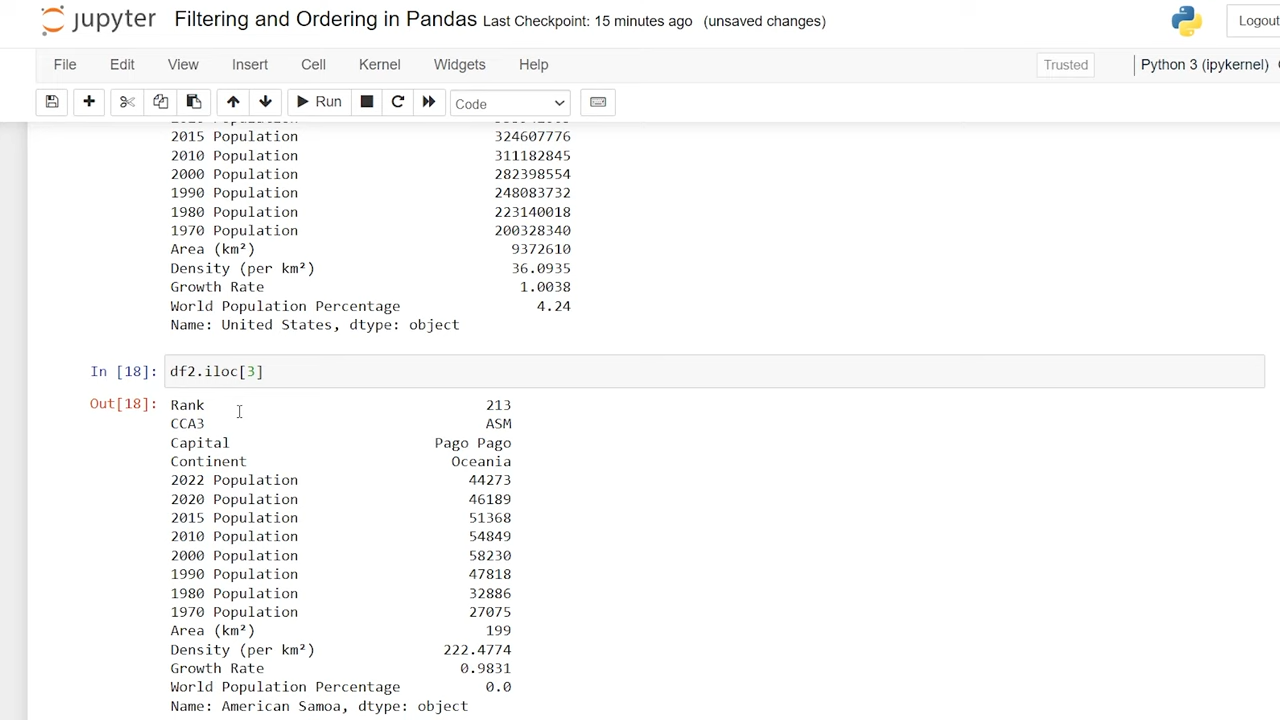 jupyter Filtering and Ordering in Pandas Last Checkpoint: 15 minutes ago (unsaved changes) Logout
File Edit View Insert Cell Kernel Widgets Help Trusted Python 3 (ipykernel)
Run Code
2015 Population 324607776
2010 Population 311182845
2000 Population 282398554
1990 Population 248083732
1980 Population 223140018
1970 Population 200328340
Area (km²) 9372610
Density (per km²) 36.0935
Growth Rate 1.0038
World Population Percentage 4.24
Name: United States, dtype: object
In [18]: df2.iloc[3]
Out[18]: Rank 213
CCA3 ASM
Capital Pago Pago
Continent Oceania
2022 Population 44273
2020 Population 46189
2015 Population 51368
2010 Population 54849
2000 Population 58230
1990 Population 47818
1980 Population 32886
1970 Population 27075
Area (km²) 199
Density (per km²) 222.4774
Growth Rate 0.9831
World Population Percentage 0.0
Name: American Samoa, dtype: object